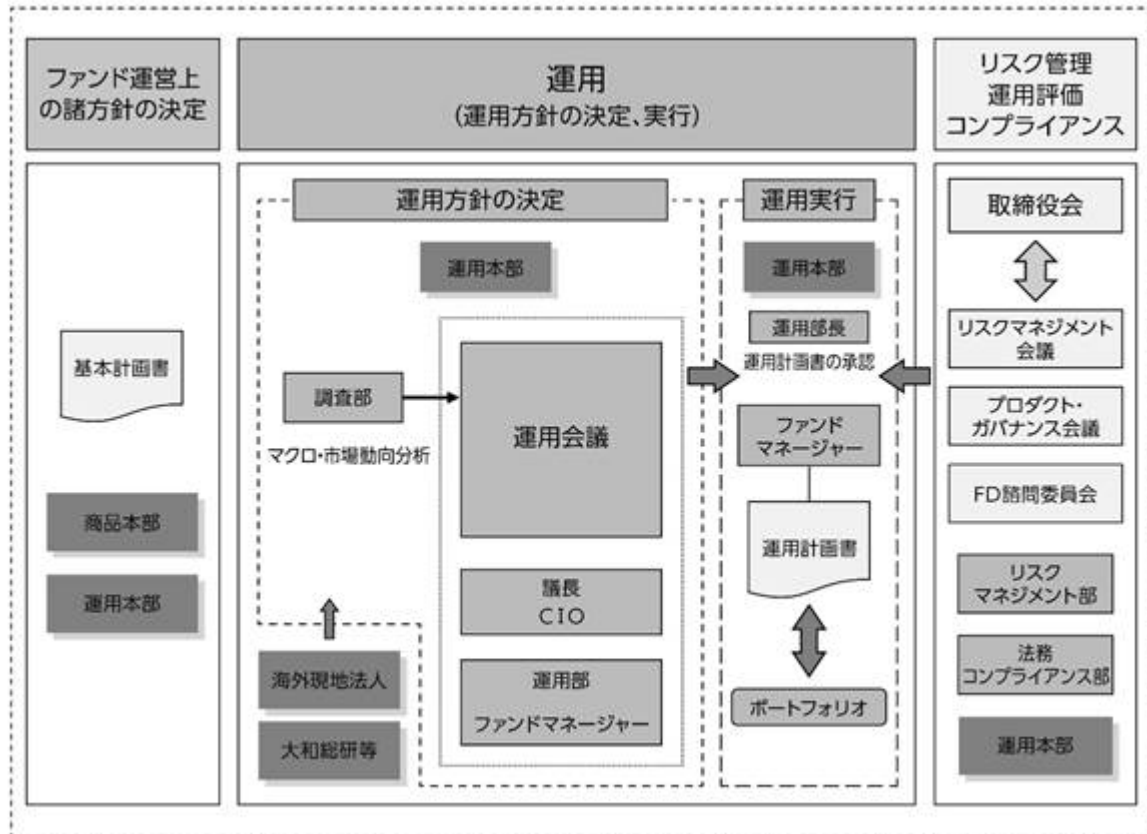 ファンド運営上
の諸方針の決定
運用
(運用方針の決定、実行)
リスク管理
運用評価
コンプライアンス
基本計画書
商品本部
運用本部
運用方針の決定
運用本部
調査部
マクロ・市場動向分析
運用会議
議長
CIO
運用部
ファンドマネージャー
海外現地法人
大和総研等
運用実行
運用本部
運用部長
運用計画書の承認
ファンド
マネージャー
運用計画書
ポートフォリオ
取締役会
リスクマネジメント
会議
プロダクト・
ガバナンス会議
FD諮問委員会
リスク
マネジメント部
法務
コンプライアンス部
運用本部